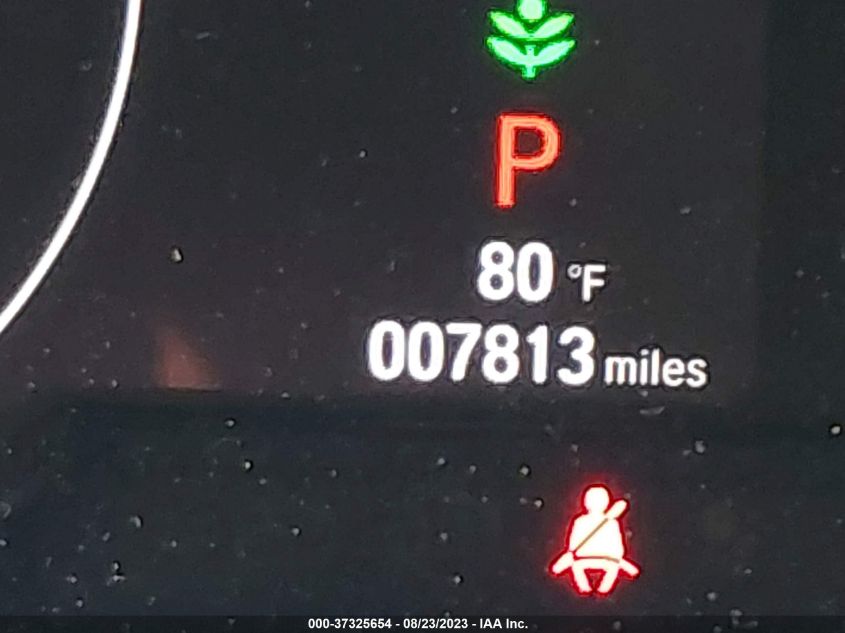 P
80 °F
007813 miles
000-37325654 - 08/23/2023 - IAA Inc.